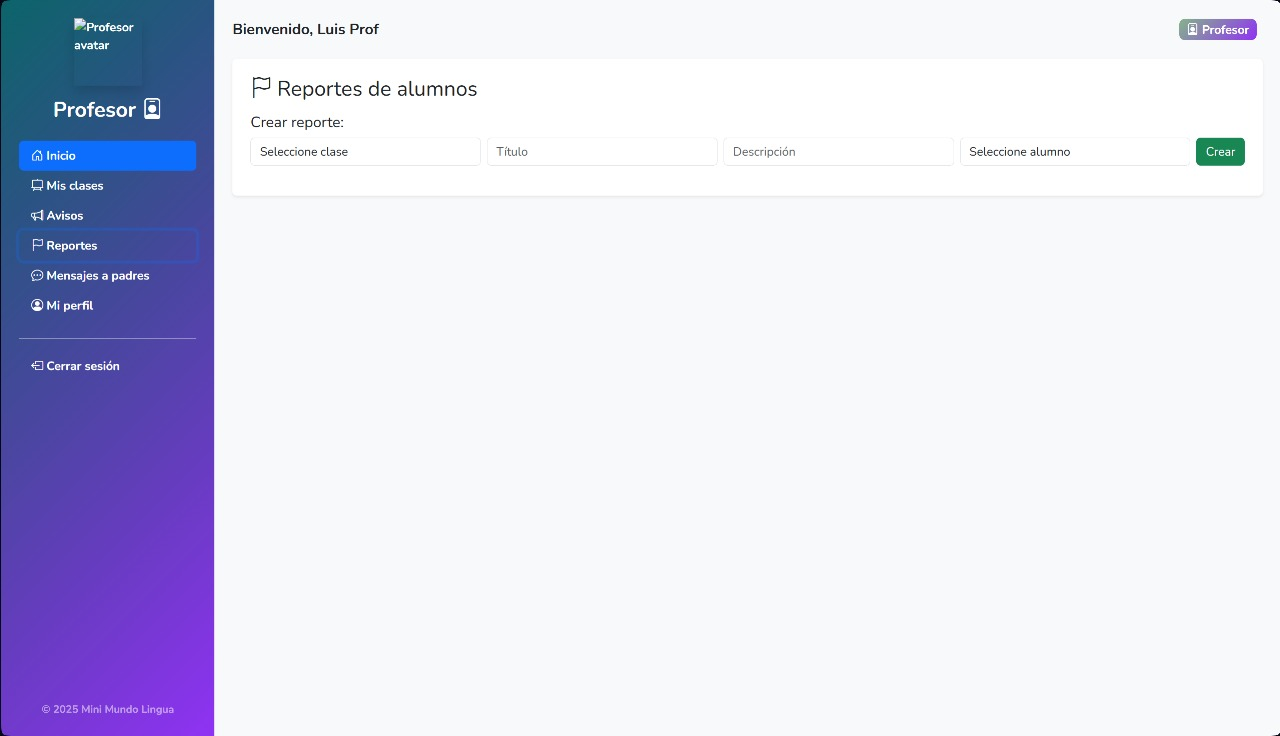 Profesor
avatar
Profesor
Inicio
Mis clases
Avisos
Reportes
Mensajes a padres
Mi perfil
Cerrar sesión
© 2025 Mini Mundo Lingua
Bienvenido, Luis Prof
Profesor
Reportes de alumnos
Crear reporte:
Seleccione clase
Título
Descripción
Seleccione alumno
Crear